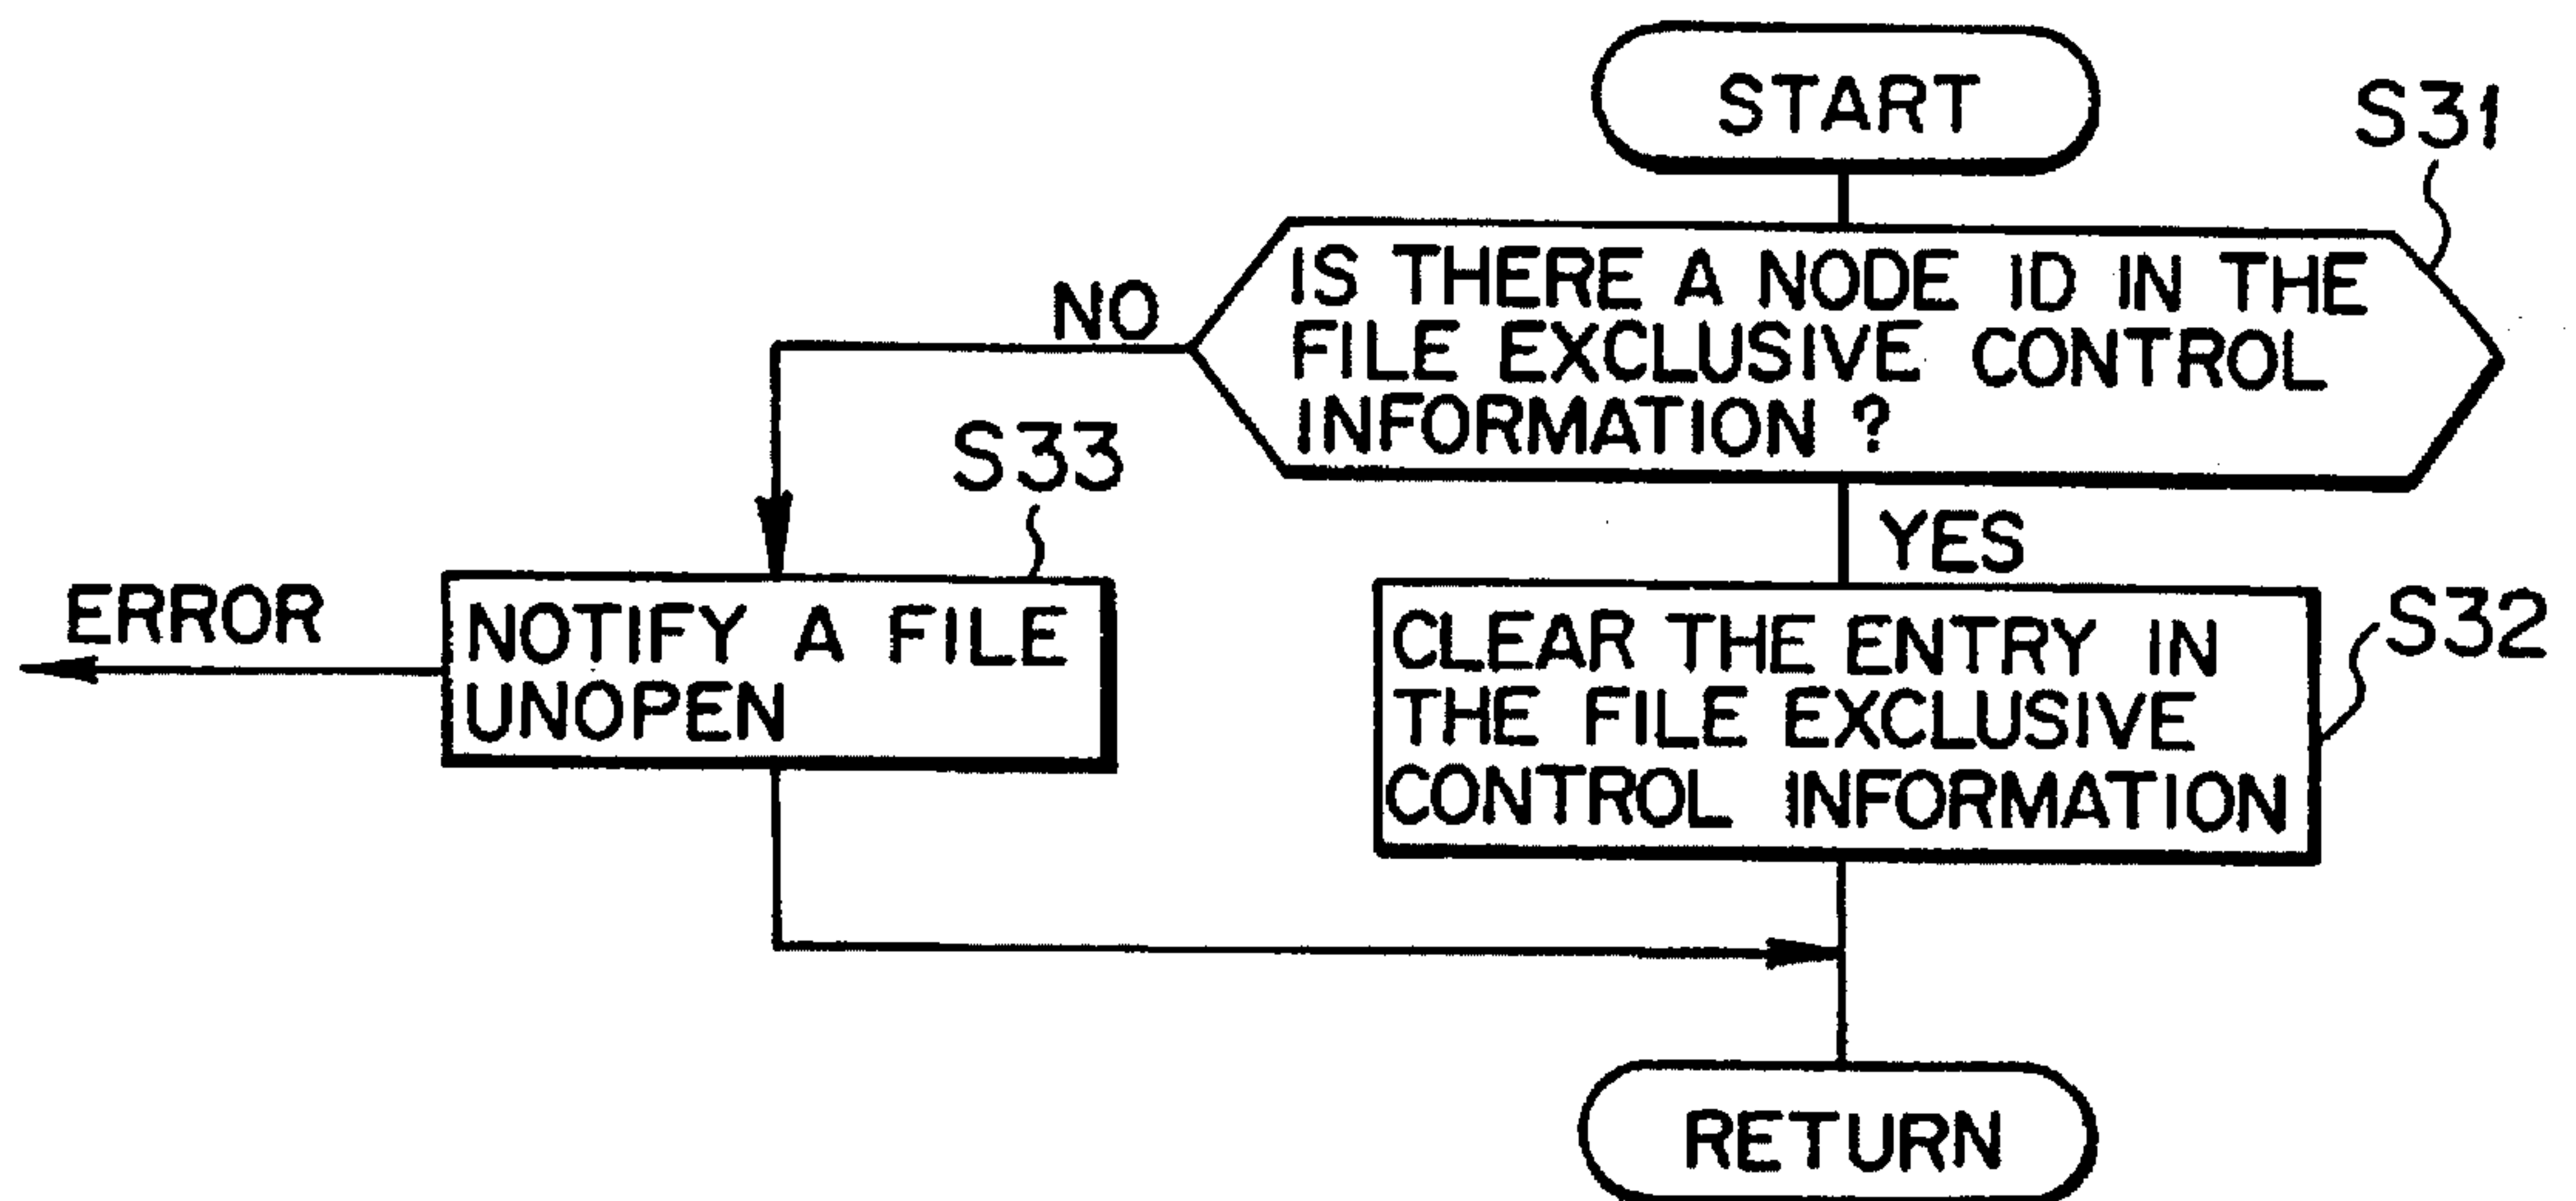 START
S31
IS THERE A NODE ID IN THE
FILE EXCLUSIVE CONTROL
INFORMATION ?
NO
YES
S33
NOTIFY A FILE
UNOPEN
ERROR
S32
CLEAR THE ENTRY IN
THE FILE EXCLUSIVE
CONTROL INFORMATION
RETURN